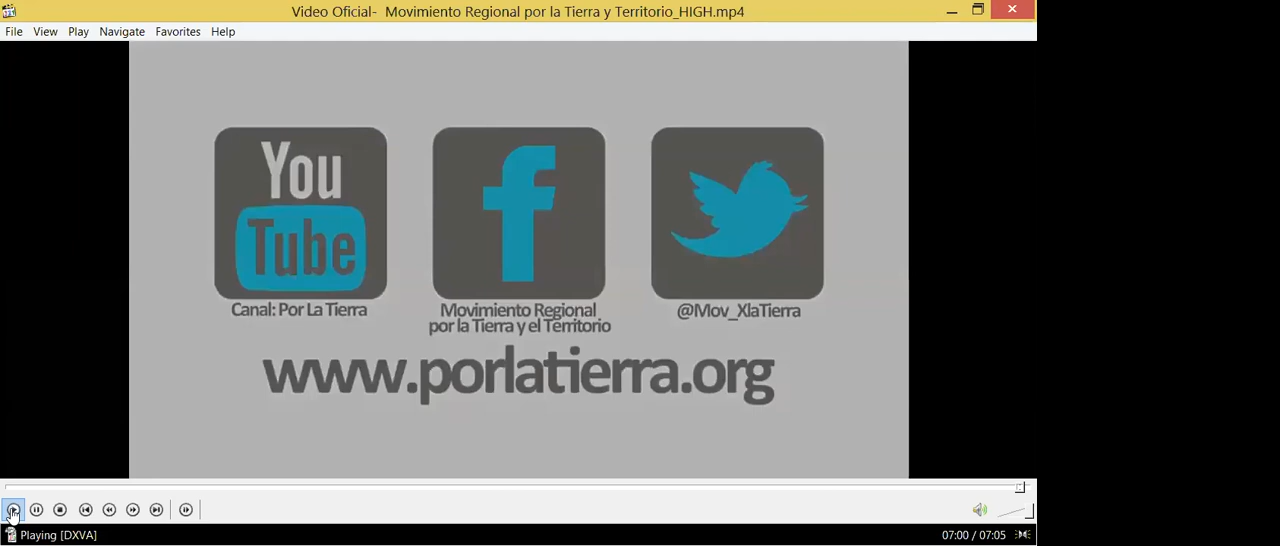 Video Oficial-  Movimiento Regional por la Tierra y Territorio_HIGH.mp4
File View Play Navigate Favorites Help
You
Tube
Canal: Por La Tierra
Movimiento Regional
por la Tierra y el Territorio
@Mov_XlaTierra
www.porlatierra.org
Playing [DXVA]
07:00 / 07:05